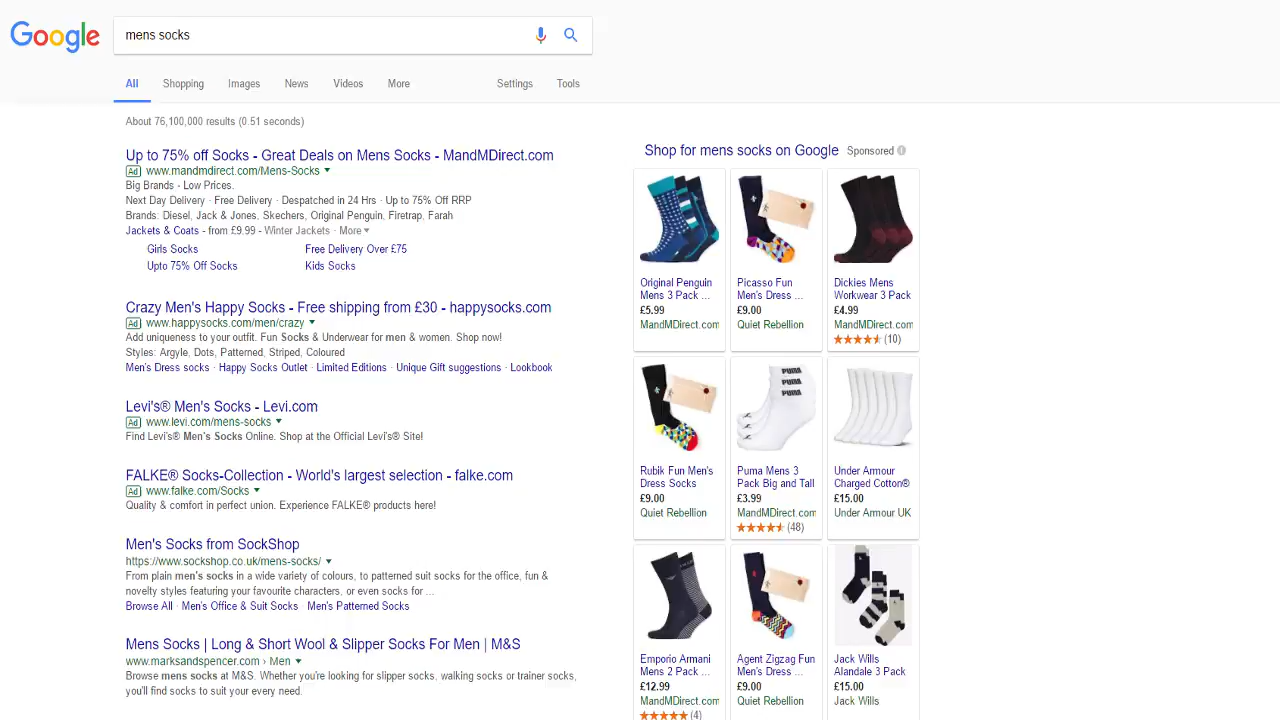 Google
mens socks
All Shopping Images News Videos More Settings Tools
About 76,100,000 results (0.51 seconds)
Up to 75% off Socks - Great Deals on Mens Socks - MandMDirect.com
Ad www.mandmdirect.com/Mens-Socks
Big Brands - Low Prices.
Next Day Delivery · Free Delivery · Despatched in 24 Hrs · Up to 75% Off RRP
Brands: Diesel, Jack & Jones, Skechers, Original Penguin, Firetrap, Farah
Jackets & Coats - from £9.99 - Winter Jackets · More
Girls Socks Free Delivery Over £75
Upto 75% Off Socks Kids Socks
Crazy Men's Happy Socks - Free shipping from £30 - happysocks.com
Ad www.happysocks.com/men/crazy
Add uniqueness to your outfit. Fun Socks & Underwear for men & women. Shop now!
Styles: Argyle, Dots, Patterned, Striped, Coloured
Men's Dress socks · Happy Socks Outlet · Limited Editions · Unique Gift suggestions · Lookbook
Levi's® Men's Socks - Levi.com
Ad www.levi.com/mens-socks
Find Levi's® Men's Socks Online. Shop at the Official Levi's® Site!
FALKE® Socks-Collection - World's largest selection - falke.com
Ad www.falke.com/Socks
Quality & comfort in perfect union. Experience FALKE® products here!
Men's Socks from SockShop
https://www.sockshop.co.uk/mens-socks/
From plain men's socks in a wide variety of colours, to patterned suit socks for the office, fun &
novelty styles featuring your favourite characters, or even socks for ...
Browse All · Men's Office & Suit Socks · Men's Patterned Socks
Mens Socks | Long & Short Wool & Slipper Socks For Men | M&S
www.marksandspencer.com › Men
Browse mens socks at M&S. Whether you're looking for slipper socks, walking socks or trainer socks,
you'll find socks to suit your every need.
Shop for mens socks on Google Sponsored
Original Penguin
Mens 3 Pack ...
£5.99
MandMDirect.com
Picasso Fun
Men's Dress ...
£9.00
Quiet Rebellion
Dickies Mens
Workwear 3 Pack
£4.99
MandMDirect.com
(10)
Rubik Fun Men's
Dress Socks
£9.00
Quiet Rebellion
PUMA
PUMA
PUMA
Puma Mens 3
Pack Big and Tall
£3.99
MandMDirect.com
(48)
Under Armour
Charged Cotton®
£15.00
Under Armour UK
Emporio Armani
Mens 2 Pack ...
£12.99
MandMDirect.com
(4)
Agent Zigzag Fun
Men's Dress ...
£9.00
Quiet Rebellion
Jack Wills
Alandale 3 Pack
£15.00
Jack Wills